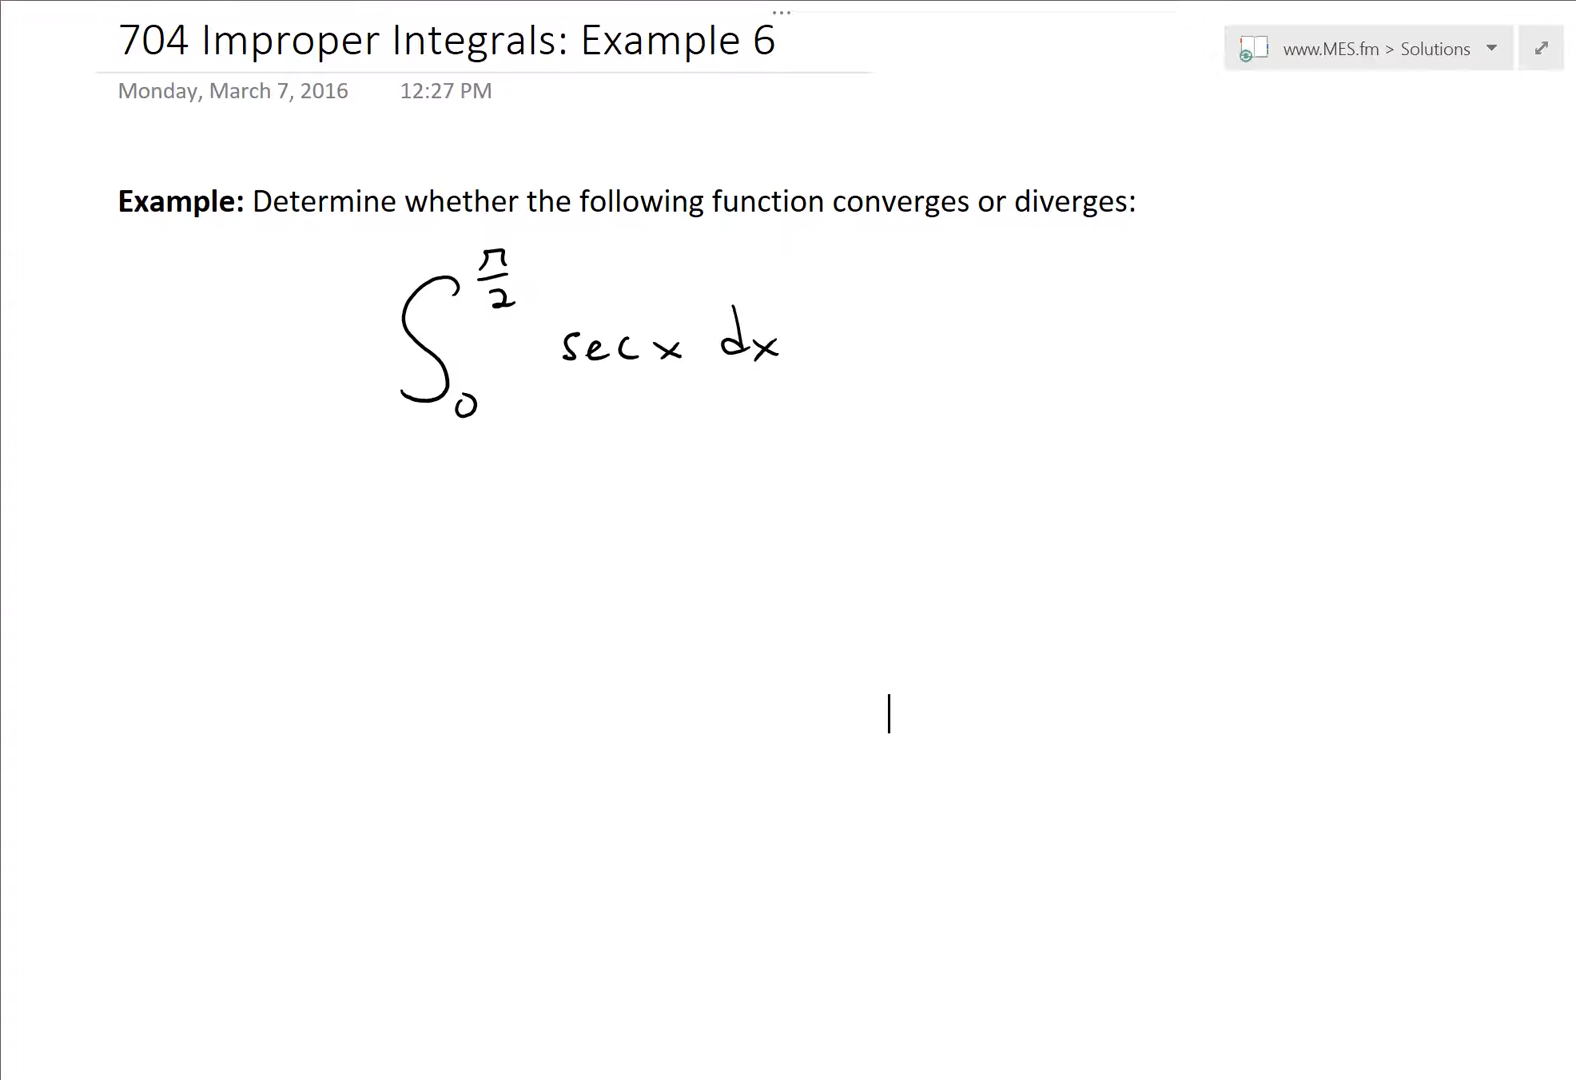 704 Improper Integrals: Example 6
www.MES.fm > Solutions
Monday, March 7, 2016 12:27 PM
Example: Determine whether the following function converges or diverges:
∫₀^(π/2) sec x dx